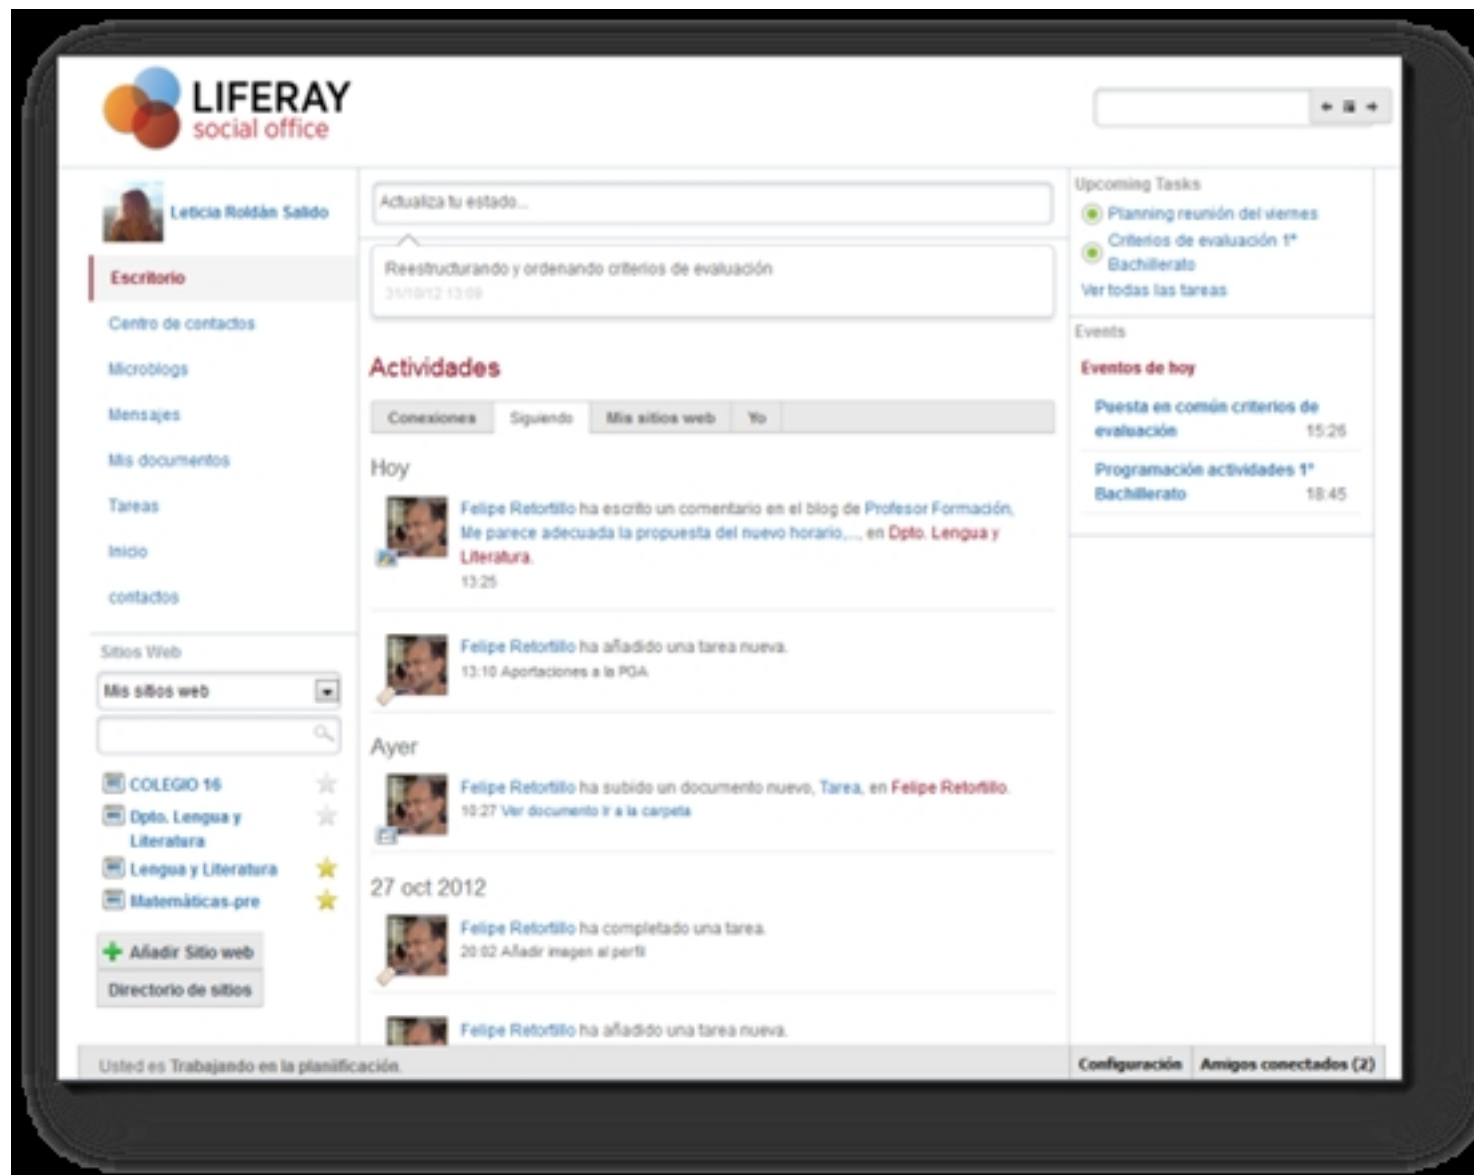 LIFERAY
social office
Leticia Roldán Salido
Escritorio
Centro de contactos
Microblogs
Mensajes
Mis documentos
Tareas
Inicio
contactos
Sitios Web
Mis sitios web
COLEGIO 16
Dpto. Lengua y
Literatura
Lengua y Literatura
Matemáticas-pre
Añadir Sitio web
Directorio de sitios
Actualiza tu estado...
Reestructurando y ordenando criterios de evaluación
31/10/12 13:09
Actividades
Conexiones Siguiendo Mis sitios web Yo
Hoy
Felipe Retortillo ha escrito un comentario en el blog de Profesor Formación,
Me parece adecuada la propuesta del nuevo horario,..., en Dpto. Lengua y
Literatura.
13:25
Felipe Retortillo ha añadido una tarea nueva.
13:10 Aportaciones a la PGA
Ayer
Felipe Retortillo ha subido un documento nuevo, Tarea, en Felipe Retortillo.
10:27 Ver documento Ir a la carpeta
27 oct 2012
Felipe Retortillo ha completado una tarea.
20:02 Añadir imagen al perfil
Felipe Retortillo ha añadido una tarea nueva.
Upcoming Tasks
Planning reunión del viernes
Criterios de evaluación 1º
Bachillerato
Ver todas las tareas
Events
Eventos de hoy
Puesta en común criterios de
evaluación 15:26
Programación actividades 1º
Bachillerato 18:45
Usted es Trabajando en la planiificación.
Configuración Amigos conectados (2)